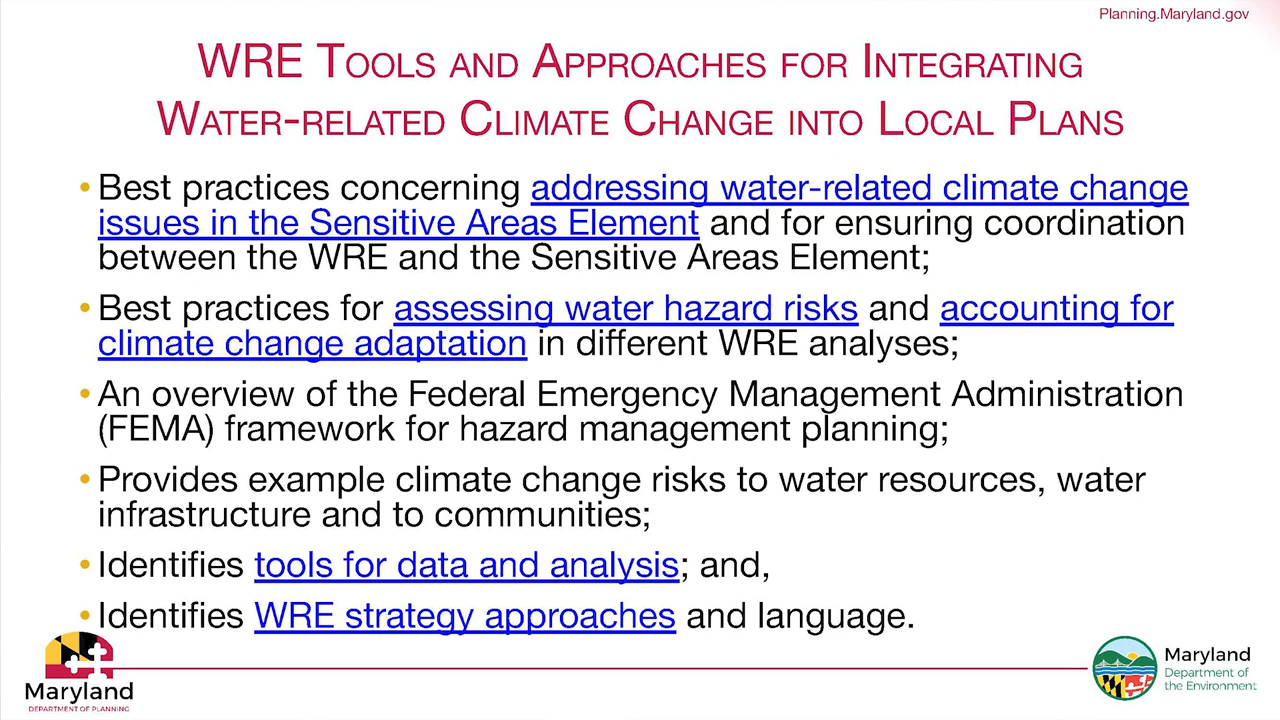 Planning.Maryland.gov
WRE Tools and Approaches for Integrating
Water-related Climate Change into Local Plans
• Best practices concerning addressing water-related climate change
issues in the Sensitive Areas Element and for ensuring coordination
between the WRE and the Sensitive Areas Element;
• Best practices for assessing water hazard risks and accounting for
climate change adaptation in different WRE analyses;
• An overview of the Federal Emergency Management Administration
(FEMA) framework for hazard management planning;
• Provides example climate change risks to water resources, water
infrastructure and to communities;
• Identifies tools for data and analysis; and,
• Identifies WRE strategy approaches and language.
Maryland
DEPARTMENT OF PLANNING
Maryland
Department of
the Environment